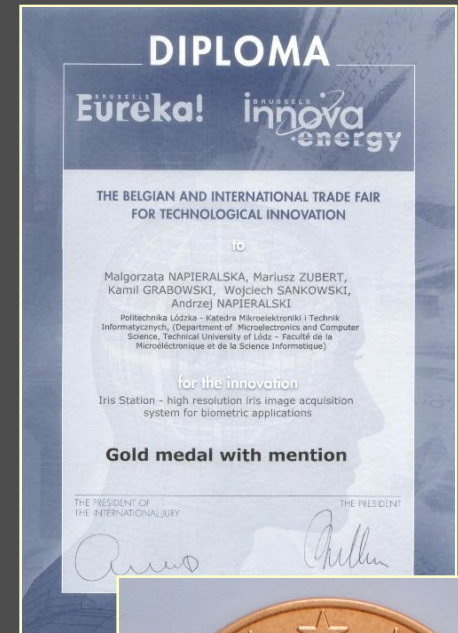 DIPLOMA
BRUSSELS
Eureka!
BRUSSELS
innova
energy
THE BELGIAN AND INTERNATIONAL TRADE FAIR
FOR TECHNOLOGICAL INNOVATION
to
Malgorzata NAPIERALSKA, Mariusz ZUBERT,
Kamil GRABOWSKI, Wojciech SANKOWSKI,
Andrzej NAPIERALSKI
Politechnika Lódzka - Katedra Mikroelektroniki i Technik
Informatycznych, (Department of Microelectronics and Computer
Science, Technical University of Lódz - Faculté de la
Microéléctronique et de la Science Informatique)
for the innovation
Iris Station - high resolution iris image acquisition
system for biometric applications
Gold medal with mention
THE PRESIDENT OF
THE INTERNATIONAL JURY
THE PRESIDENT